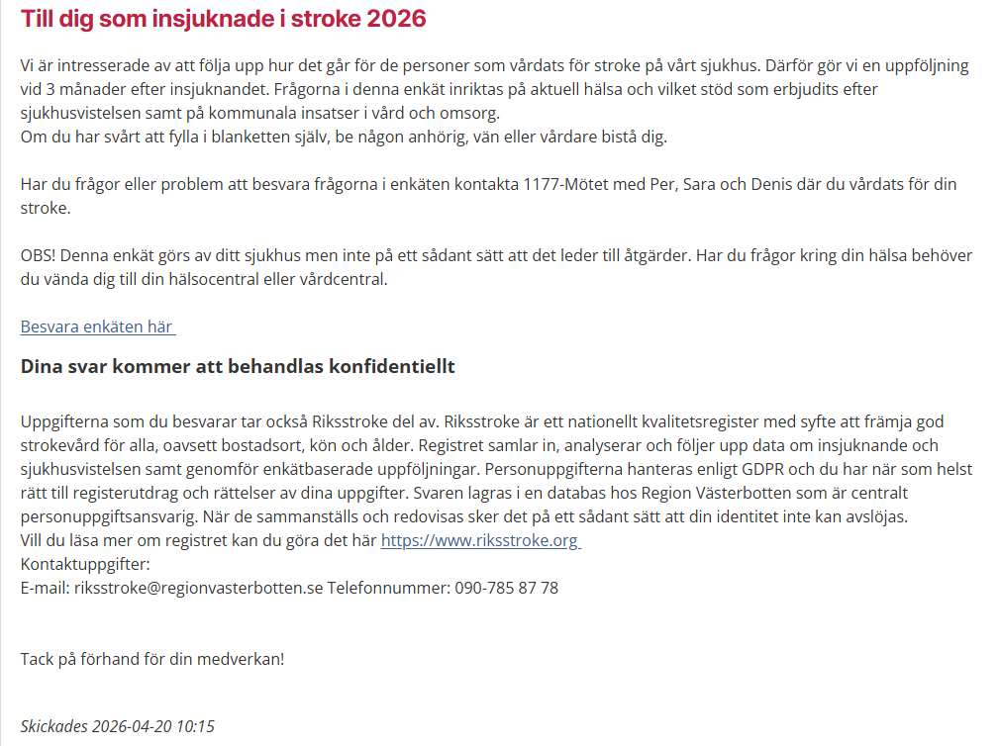 Till dig som insjuknade i stroke 2026
Vi är intresserade av att följa upp hur det går för de personer som vårdats för stroke på vårt sjukhus. Därför gör vi en uppföljning
vid 3 månader efter insjuknandet. Frågorna i denna enkät inriktas på aktuell hälsa och vilket stöd som erbjudits efter
sjukhusvistelsen samt på kommunala insatser i vård och omsorg.
Om du har svårt att fylla i blanketten själv, be någon anhörig, vän eller vårdare bistå dig.
Har du frågor eller problem att besvara frågorna i enkäten kontakta 1177-Mötet med Per, Sara och Denis där du vårdats för din
stroke.
OBS! Denna enkät görs av ditt sjukhus men inte på ett sådant sätt att det leder till åtgärder. Har du frågor kring din hälsa behöver
du vända dig till din hälsocentral eller vårdcentral.
Besvara enkäten här
Dina svar kommer att behandlas konfidentiellt
Uppgifterna som du besvarar tar också Riksstroke del av. Riksstroke är ett nationellt kvalitetsregister med syfte att främja god
strokevård för alla, oavsett bostadsort, kön och ålder. Registret samlar in, analyserar och följer upp data om insjuknande och
sjukhusvistelsen samt genomför enkätbaserade uppföljningar. Personuppgifterna hanteras enligt GDPR och du har när som helst
rätt till registerutdrag och rättelser av dina uppgifter. Svaren lagras i en databas hos Region Västerbotten som är centralt
personuppgiftsansvarig. När de sammanställs och redovisas sker det på ett sådant sätt att din identitet inte kan avslöjas.
Vill du läsa mer om registret kan du göra det här https://www.riksstroke.org
Kontaktuppgifter:
E-mail: riksstroke@regionvasterbotten.se Telefonnummer: 090-785 87 78
Tack på förhand för din medverkan!
Skickades 2026-04-20 10:15